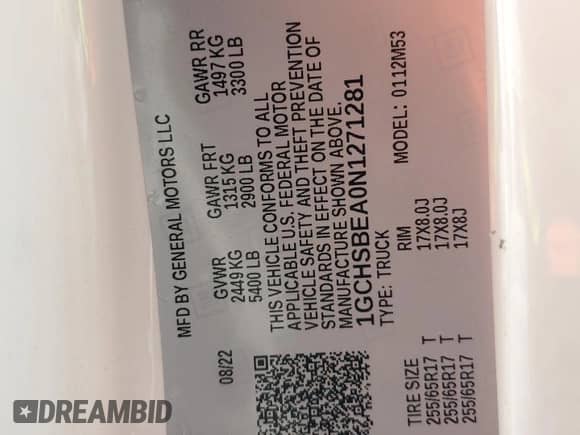 MFD BY GENERAL MOTORS LLC
08/22
GVWR GAWR FRT GAWR RR
2449 KG 1315 KG 1497 KG
5400 LB 2900 LB 3300 LB
THIS VEHICLE CONFORMS TO ALL
APPLICABLE U.S. FEDERAL MOTOR
VEHICLE SAFETY AND THEFT PREVENTION
STANDARDS IN EFFECT ON THE DATE OF
MANUFACTURE SHOWN ABOVE.
1GCHSBEA0N1271281
TYPE: TRUCK MODEL: 0112M53
TIRE SIZE RIM
255/65R17 T 17X8.0J
255/65R17 T 17X8.0J
255/65R17 T 17X8J
DREAMBID